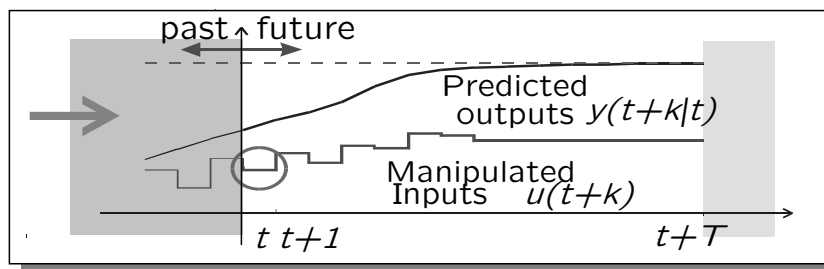 past future
Predicted
outputs y(t+k|t)
Manipulated
Inputs u(t+k)
t t+1 t+T